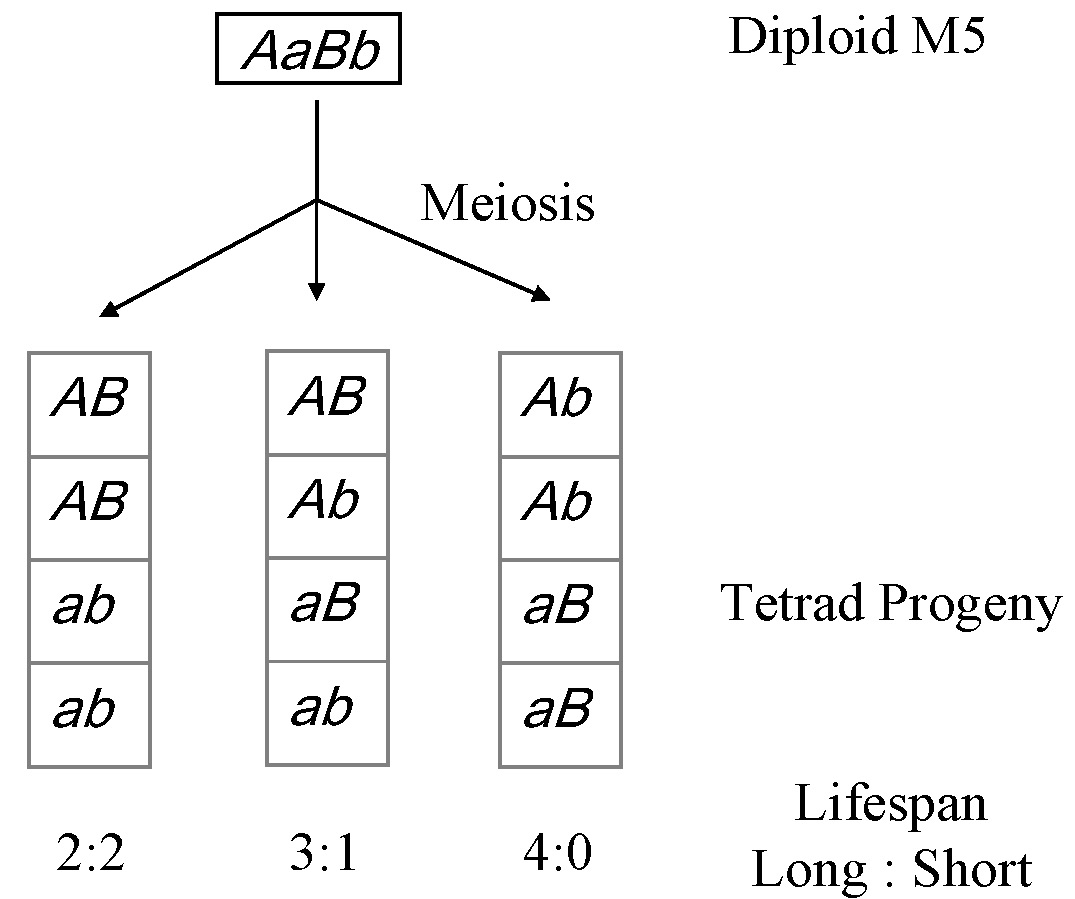 AaBb
Diploid M5
Meiosis
AB AB Ab
AB Ab Ab
ab aB aB
Tetrad Progeny
ab ab aB
2:2 3:1 4:0
Lifespan
Long : Short